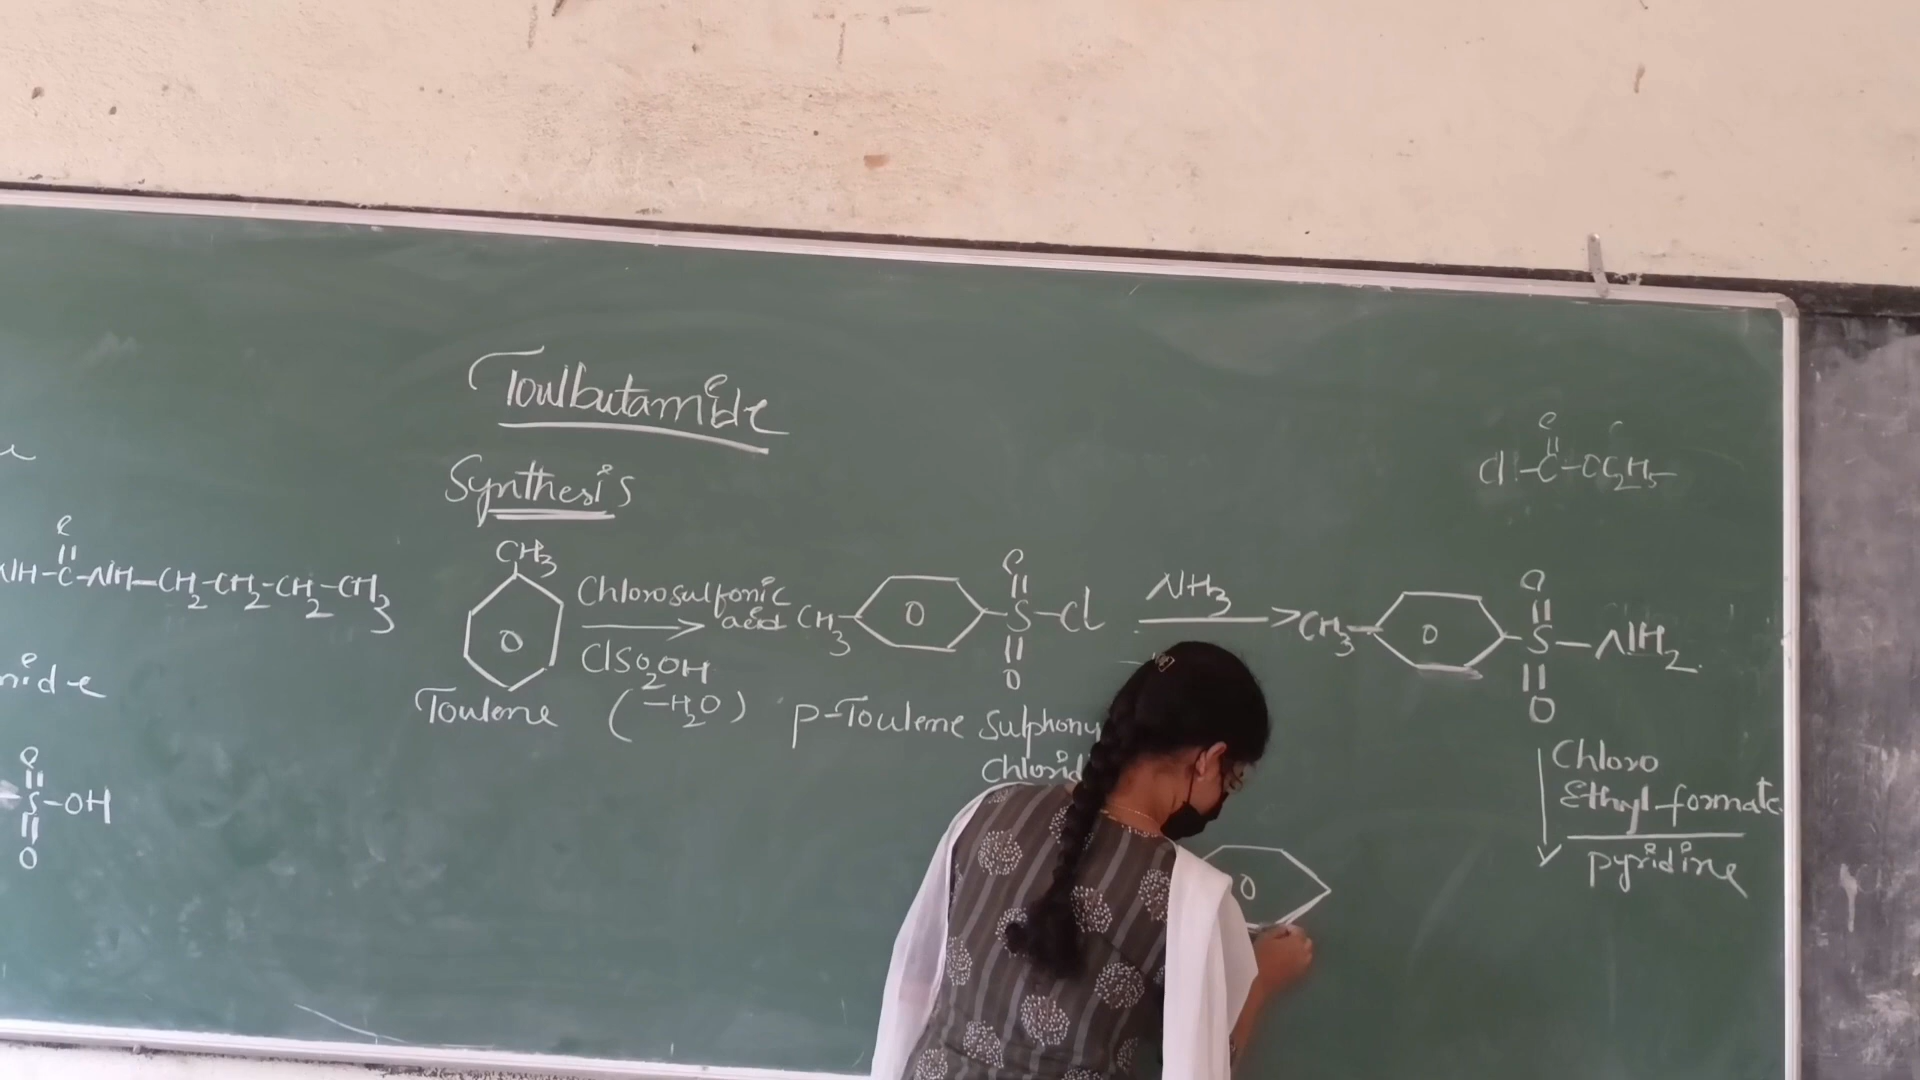 Toulbutamide
Synthesis
Cl-C-OC2H5
O
NH-C-NH-CH2-CH2-CH2-CH3
O
CH3
Chlorosulfonic
acid
ClSO2OH
(-H2O)
Toulene
CH3
O
S-Cl
O
p-Toulene Sulphony
Chlorid
NH3
CH3
O
S-NH2
O
Chloro
Ethyl formate
pyridine
mide
O
S-OH
O